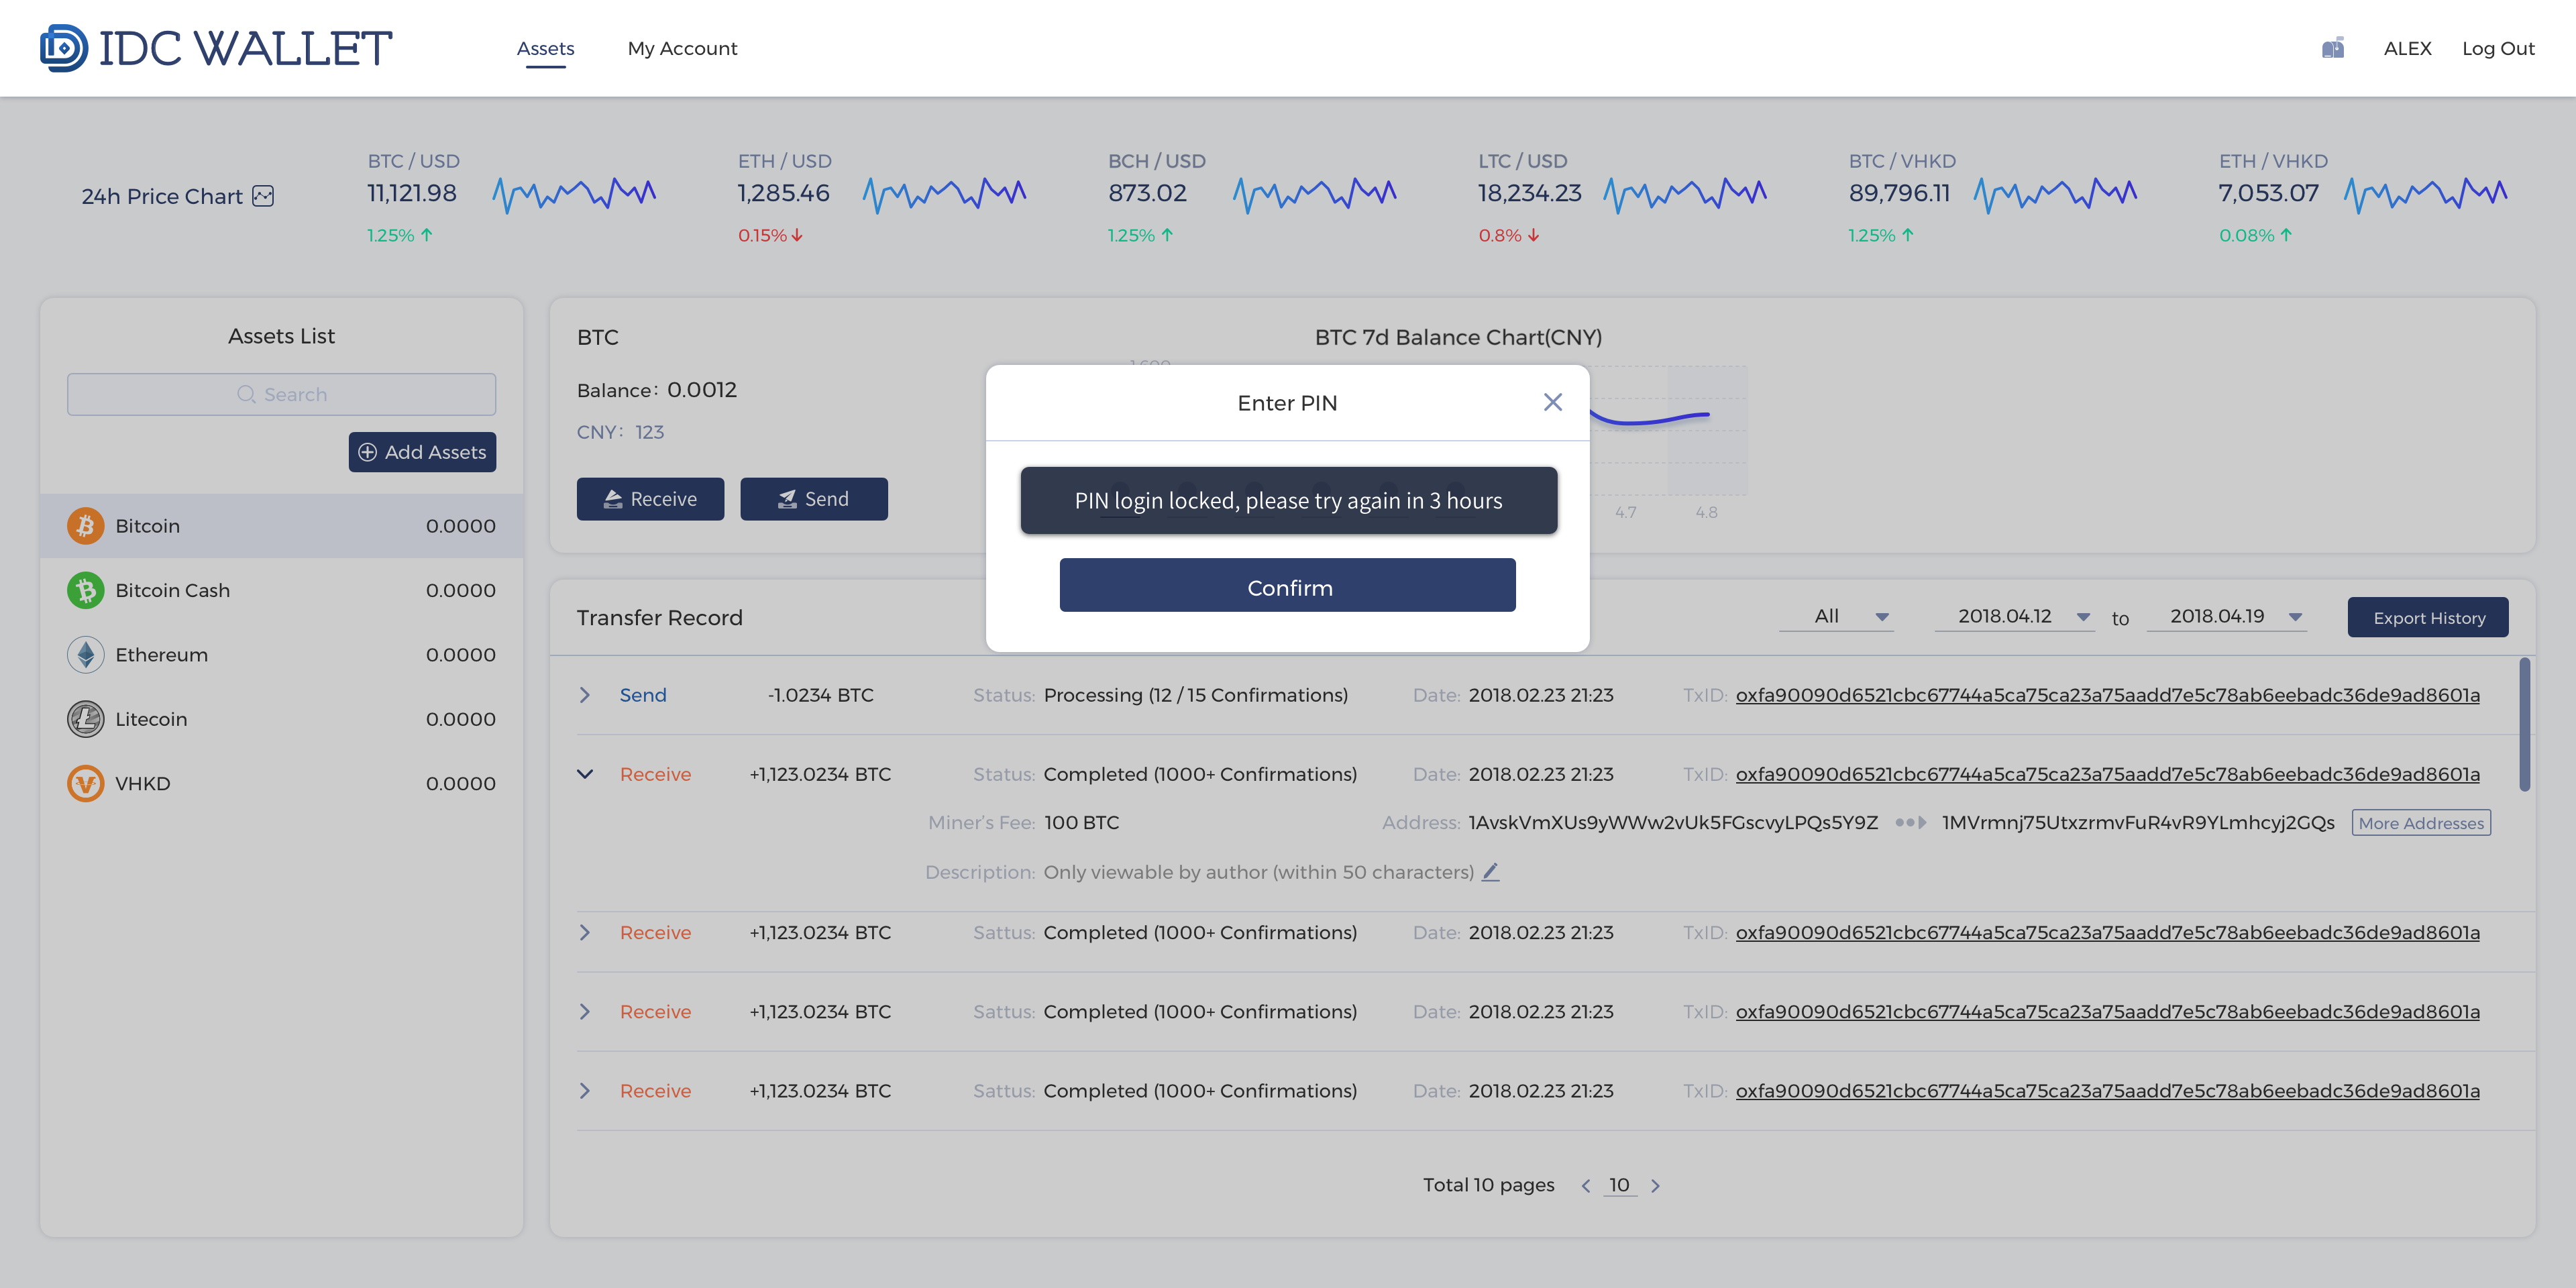 IDC WALLET
Assets
My Account
ALEX
Log Out
24h Price Chart
BTC / USD
11,121.98
1.25%
ETH / USD
1,285.46
0.15%
BCH / USD
873.02
1.25%
LTC / USD
18,234.23
0.8%
BTC / VHKD
89,796.11
1.25%
ETH / VHKD
7,053.07
0.08%
Assets List
Search
Add Assets
Bitcoin 0.0000
Bitcoin Cash 0.0000
Ethereum 0.0000
Litecoin 0.0000
VHKD 0.0000
BTC
Balance: 0.0012
CNY: 123
Receive
Send
BTC 7d Balance Chart(CNY)
4.7 4.8
Enter PIN
PIN login locked, please try again in 3 hours
Confirm
Transfer Record
All
2018.04.12 to 2018.04.19
Export History
Send -1.0234 BTC Status: Processing (12 / 15 Confirmations) Date: 2018.02.23 21:23 TxID: oxfa90090d6521cbc67744a5ca75ca23a75aadd7e5c78ab6eebadc36de9ad8601a
Receive +1,123.0234 BTC Status: Completed (1000+ Confirmations) Date: 2018.02.23 21:23 TxID: oxfa90090d6521cbc67744a5ca75ca23a75aadd7e5c78ab6eebadc36de9ad8601a
Miner's Fee: 100 BTC Address: 1AvskVmXUs9yWWw2vUk5FGscvyLPQs5Y9Z 1MVrmnj75UtxzrmvFuR4vR9YLmhcyj2GQs More Addresses
Description: Only viewable by author (within 50 characters)
Receive +1,123.0234 BTC Sattus: Completed (1000+ Confirmations) Date: 2018.02.23 21:23 TxID: oxfa90090d6521cbc67744a5ca75ca23a75aadd7e5c78ab6eebadc36de9ad8601a
Receive +1,123.0234 BTC Sattus: Completed (1000+ Confirmations) Date: 2018.02.23 21:23 TxID: oxfa90090d6521cbc67744a5ca75ca23a75aadd7e5c78ab6eebadc36de9ad8601a
Receive +1,123.0234 BTC Sattus: Completed (1000+ Confirmations) Date: 2018.02.23 21:23 TxID: oxfa90090d6521cbc67744a5ca75ca23a75aadd7e5c78ab6eebadc36de9ad8601a
Total 10 pages < 10 >